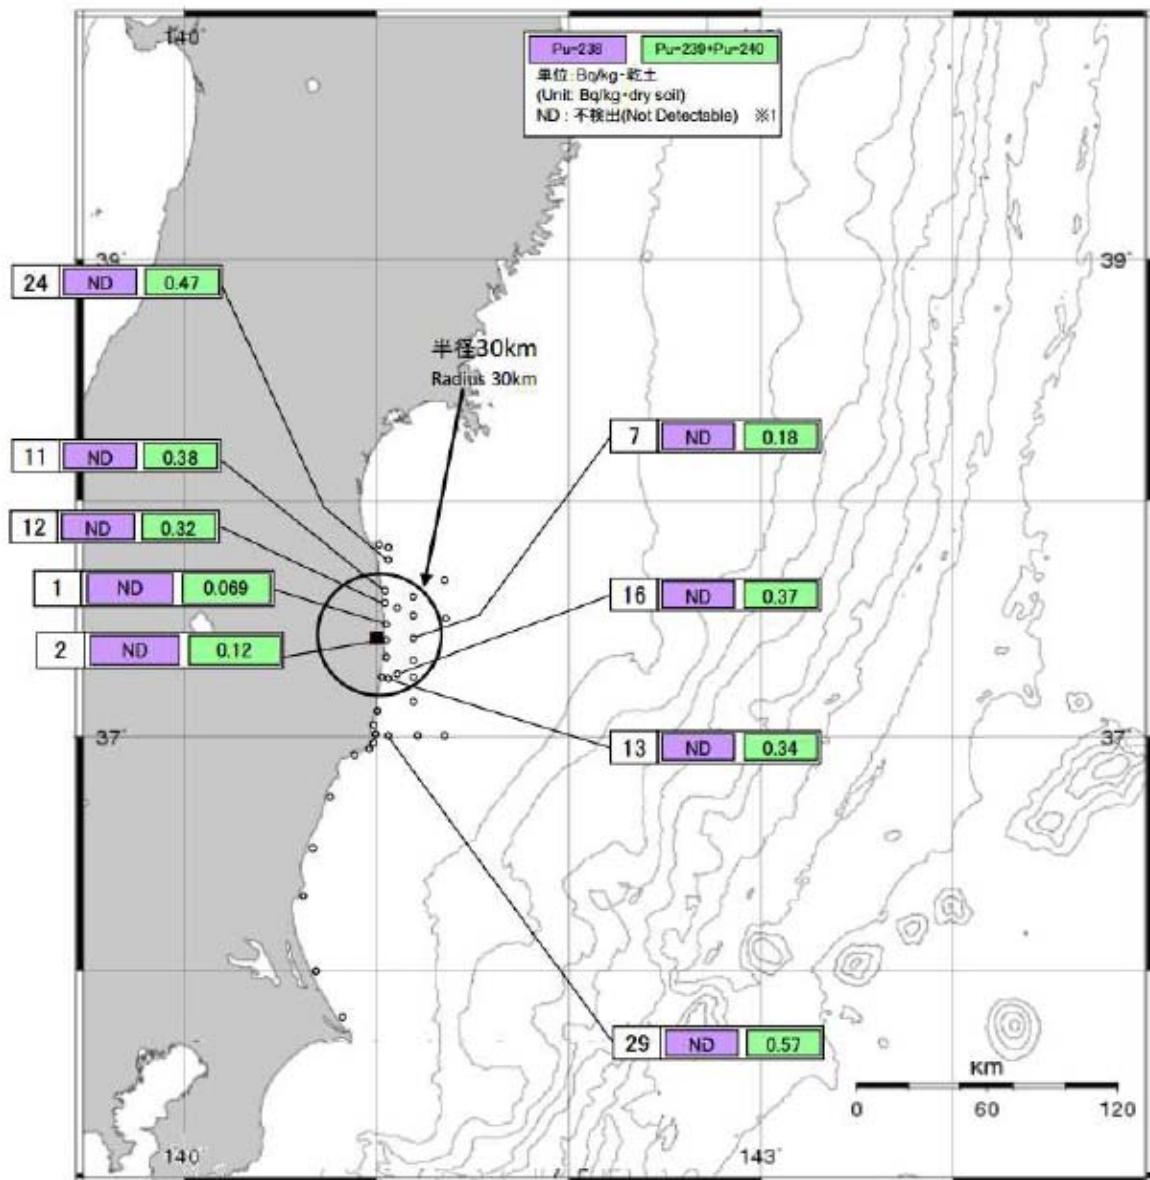 140°
Pu-238 Pu-239+Pu-240
単位:Bq/kg・乾土
(Unit: Bq/kg・dry soil)
ND : 不検出(Not Detectable) ※1
39° 39°
24 ND 0.47
半径30km
Radius 30km
7 ND 0.18
11 ND 0.38
12 ND 0.32
1 ND 0.069
16 ND 0.37
2 ND 0.12
37° 37°
13 ND 0.34
29 ND 0.57
KM
0 60 120
140° 143°